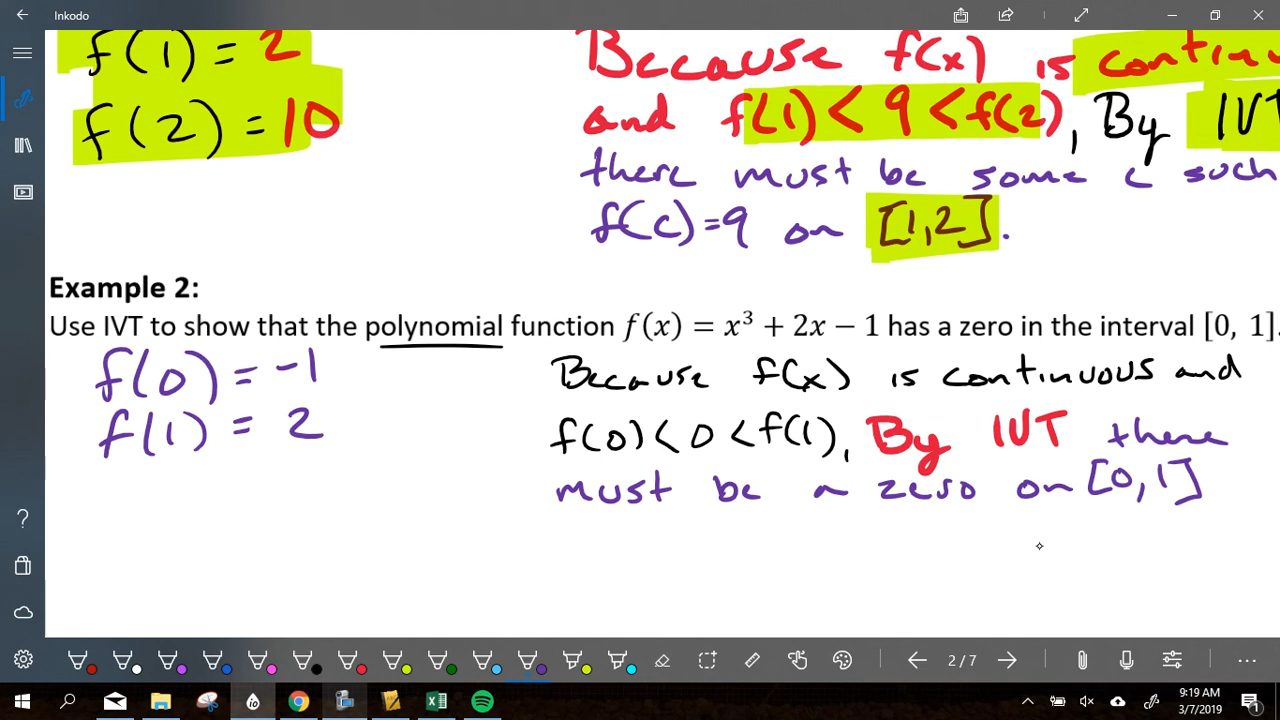 Inkodo
f(1) = 2
f(2) = 10
Because f(x) is continu
and f(1) < 9 < f(2), By IVT
there must be some c such
f(c)=9 on [1,2].
Example 2:
Use IVT to show that the polynomial function f(x) = x³ + 2x − 1 has a zero in the interval [0, 1].
f(0) = -1
f(1) = 2
Because f(x) is continuous and
f(0) < 0 < f(1), By IVT there
must be a zero on [0,1]
2 / 7
9:19 AM
3/7/2019